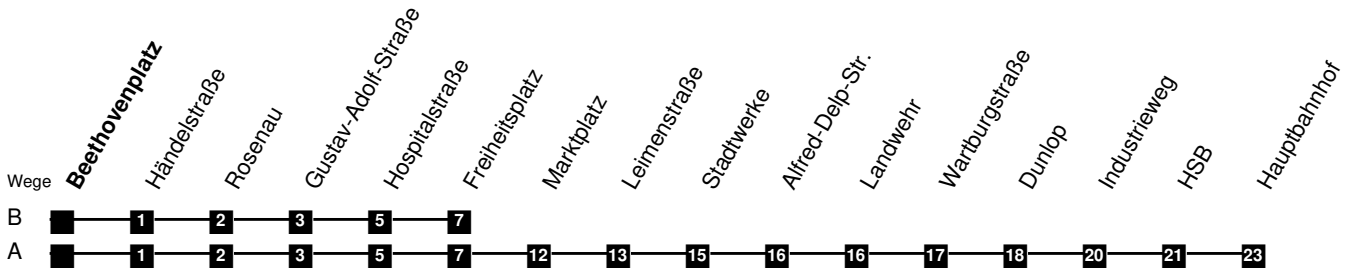 Beethovenplatz
Händelstraße
Rosenau
Gustav-Adolf-Straße
Hospitalstraße
Freiheitsplatz
Marktplatz
Leimenstraße
Stadtwerke
Alfred-Delp-Str.
Landwehr
Wartburgstraße
Dunlop
Industrieweg
HSB
Hauptbahnhof
Wege
B 1 2 3 5 7
A 1 2 3 5 7 12 13 15 16 16 17 18 20 21 23